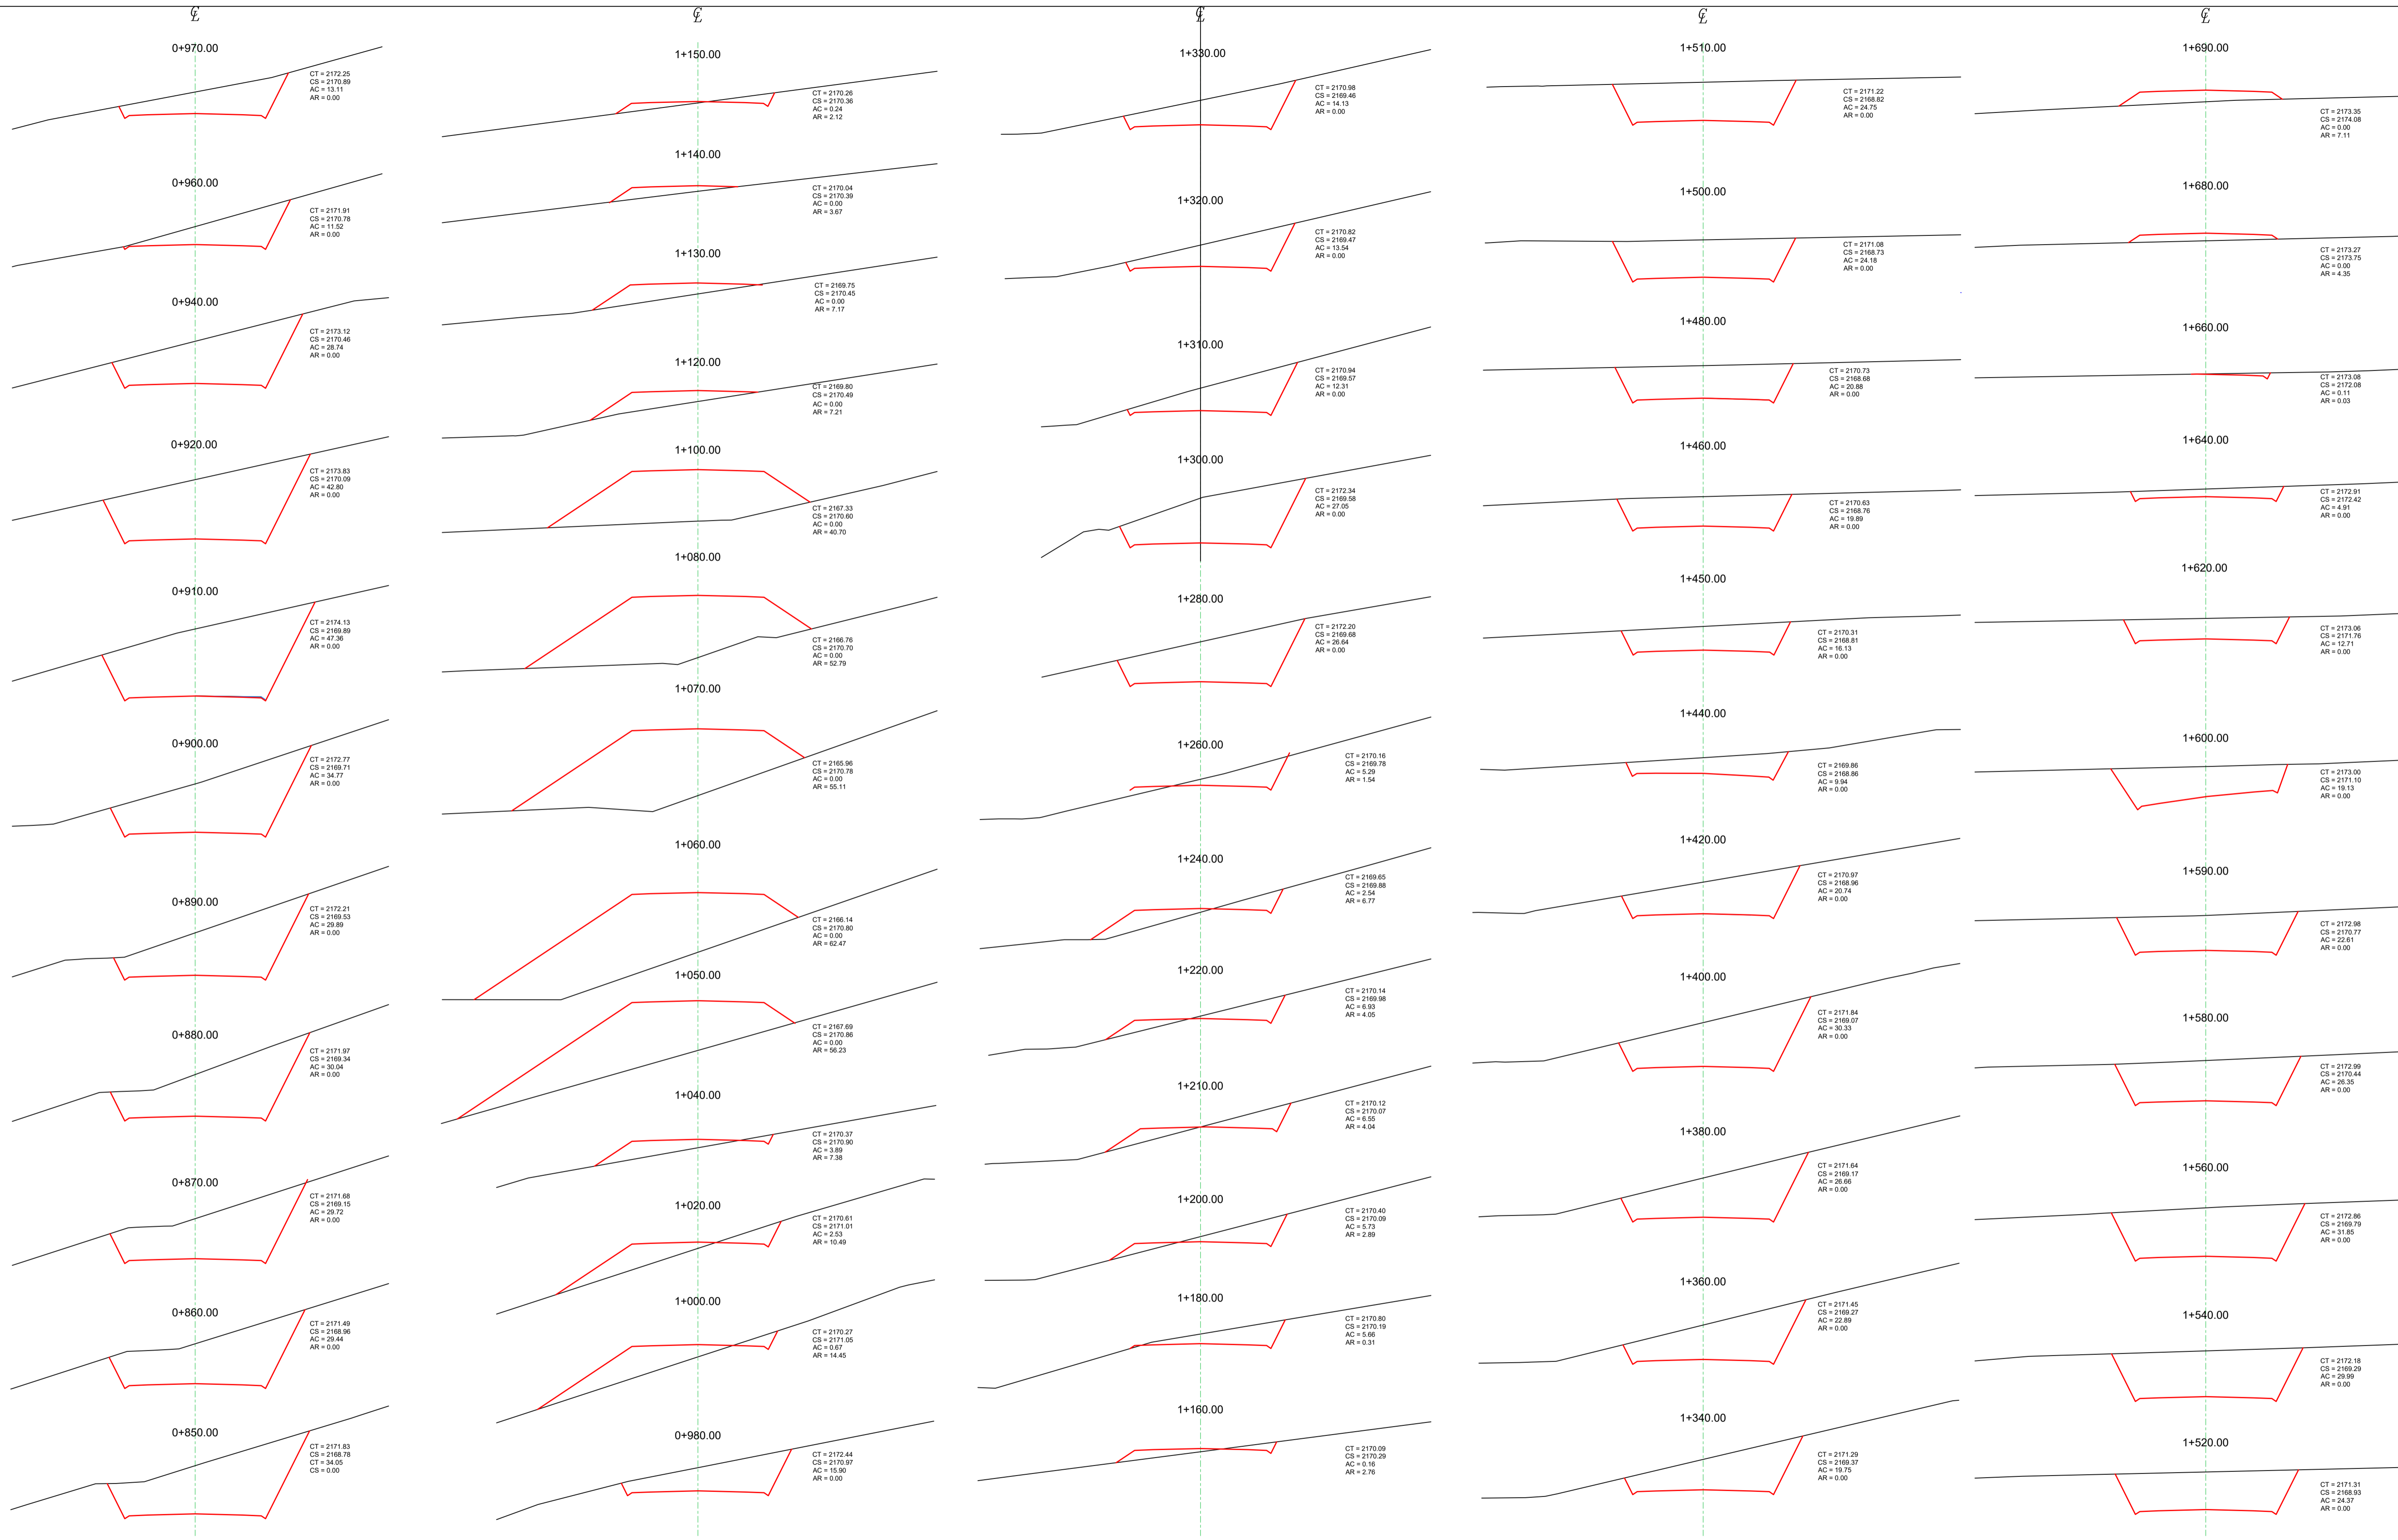 ℄
0+970.00
CT = 2172.25
CS = 2170.89
AC = 13.11
AR = 0.00
0+960.00
CT = 2171.91
CS = 2170.78
AC = 11.52
AR = 0.00
0+940.00
CT = 2173.12
CS = 2170.46
AC = 28.74
AR = 0.00
0+920.00
CT = 2173.83
CS = 2170.09
AC = 42.80
AR = 0.00
0+910.00
CT = 2174.13
CS = 2169.89
AC = 47.36
AR = 0.00
0+900.00
CT = 2172.77
CS = 2169.71
AC = 34.77
AR = 0.00
0+890.00
CT = 2172.21
CS = 2169.53
AC = 29.89
AR = 0.00
0+880.00
CT = 2171.97
CS = 2169.34
AC = 30.04
AR = 0.00
0+870.00
CT = 2171.68
CS = 2169.15
AC = 29.72
AR = 0.00
0+860.00
CT = 2171.49
CS = 2168.96
AC = 29.44
AR = 0.00
0+850.00
CT = 2171.83
CS = 2168.78
CT = 34.05
CS = 0.00
℄
1+150.00
CT = 2170.26
CS = 2170.36
AC = 0.24
AR = 2.12
1+140.00
CT = 2170.04
CS = 2170.39
AC = 0.00
AR = 3.67
1+130.00
CT = 2169.75
CS = 2170.45
AC = 0.00
AR = 7.17
1+120.00
CT = 2169.80
CS = 2170.49
AC = 0.00
AR = 7.21
1+100.00
CT = 2167.33
CS = 2170.60
AC = 0.00
AR = 40.70
1+080.00
CT = 2166.76
CS = 2170.70
AC = 0.00
AR = 52.79
1+070.00
CT = 2165.96
CS = 2170.78
AC = 0.00
AR = 55.11
1+060.00
CT = 2166.14
CS = 2170.80
AC = 0.00
AR = 62.47
1+050.00
CT = 2167.69
CS = 2170.86
AC = 0.00
AR = 56.23
1+040.00
CT = 2170.37
CS = 2170.90
AC = 3.89
AR = 7.38
1+020.00
CT = 2170.61
CS = 2171.01
AC = 2.53
AR = 10.49
1+000.00
CT = 2170.27
CS = 2171.05
AC = 0.67
AR = 14.45
0+980.00
CT = 2172.44
CS = 2170.97
AC = 15.90
AR = 0.00
℄
1+330.00
CT = 2170.98
CS = 2169.46
AC = 14.13
AR = 0.00
1+320.00
CT = 2170.82
CS = 2169.47
AC = 13.54
AR = 0.00
1+310.00
CT = 2170.94
CS = 2169.57
AC = 12.31
AR = 0.00
1+300.00
CT = 2172.34
CS = 2169.58
AC = 27.05
AR = 0.00
1+280.00
CT = 2172.20
CS = 2169.68
AC = 26.64
AR = 0.00
1+260.00
CT = 2170.16
CS = 2169.78
AC = 5.29
AR = 1.54
1+240.00
CT = 2169.65
CS = 2169.88
AC = 2.54
AR = 6.77
1+220.00
CT = 2170.14
CS = 2169.98
AC = 6.93
AR = 4.05
1+210.00
CT = 2170.12
CS = 2170.07
AC = 6.55
AR = 4.04
1+200.00
CT = 2170.40
CS = 2170.09
AC = 5.73
AR = 2.89
1+180.00
CT = 2170.80
CS = 2170.19
AC = 5.66
AR = 0.31
1+160.00
CT = 2170.09
CS = 2170.29
AC = 0.16
AR = 2.76
℄
1+510.00
CT = 2171.22
CS = 2168.82
AC = 24.75
AR = 0.00
1+500.00
CT = 2171.08
CS = 2168.73
AC = 24.18
AR = 0.00
1+480.00
CT = 2170.73
CS = 2168.68
AC = 20.88
AR = 0.00
1+460.00
CT = 2170.63
CS = 2168.76
AC = 19.89
AR = 0.00
1+450.00
CT = 2170.31
CS = 2168.81
AC = 16.13
AR = 0.00
1+440.00
CT = 2169.86
CS = 2168.86
AC = 9.94
AR = 0.00
1+420.00
CT = 2170.97
CS = 2168.96
AC = 20.74
AR = 0.00
1+400.00
CT = 2171.84
CS = 2169.07
AC = 30.33
AR = 0.00
1+380.00
CT = 2171.64
CS = 2169.17
AC = 26.66
AR = 0.00
1+360.00
CT = 2171.45
CS = 2169.27
AC = 22.89
AR = 0.00
1+340.00
CT = 2171.29
CS = 2169.37
AC = 19.75
AR = 0.00
℄
1+690.00
CT = 2173.35
CS = 2174.08
AC = 0.00
AR = 7.11
1+680.00
CT = 2173.27
CS = 2173.75
AC = 0.00
AR = 4.35
1+660.00
CT = 2173.08
CS = 2172.08
AC = 0.11
AR = 0.03
1+640.00
CT = 2172.91
CS = 2172.42
AC = 4.91
AR = 0.00
1+620.00
CT = 2173.06
CS = 2171.76
AC = 12.71
AR = 0.00
1+600.00
CT = 2173.00
CS = 2171.10
AC = 19.13
AR = 0.00
1+590.00
CT = 2172.98
CS = 2170.77
AC = 22.61
AR = 0.00
1+580.00
CT = 2172.99
CS = 2170.44
AC = 26.35
AR = 0.00
1+560.00
CT = 2172.86
CS = 2169.79
AC = 31.85
AR = 0.00
1+540.00
CT = 2172.18
CS = 2169.29
AC = 29.99
AR = 0.00
1+520.00
CT = 2171.31
CS = 2168.93
AC = 24.37
AR = 0.00